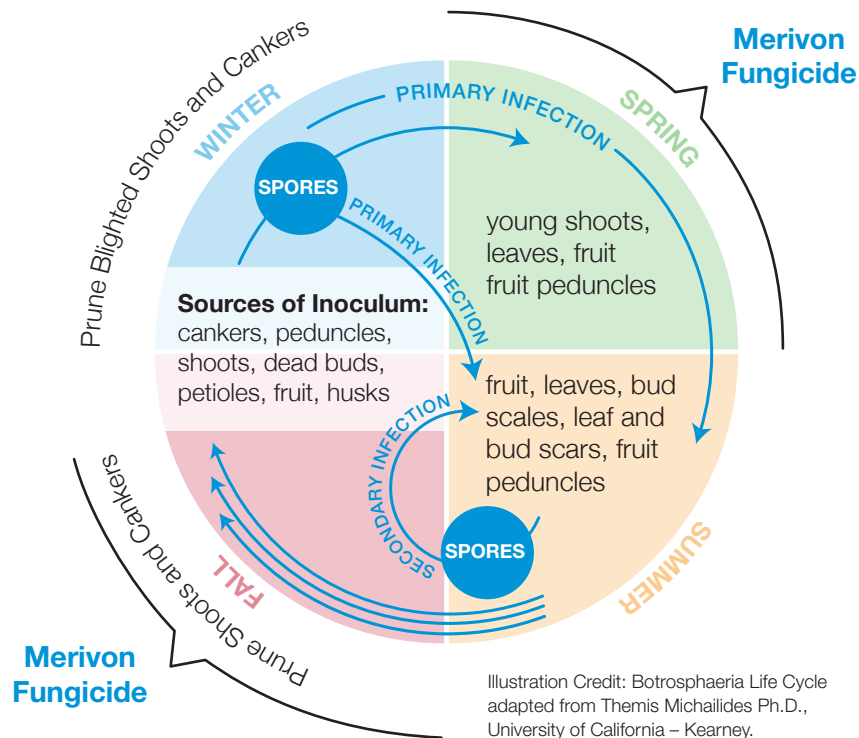 Prune Blighted Shoots and Cankers
Merivon
Fungicide
WINTER
PRIMARY INFECTION
SPRING
SPORES
PRIMARY INFECTION
young shoots,
leaves, fruit
fruit peduncles
Sources of Inoculum:
cankers, peduncles,
shoots, dead buds,
petioles, fruit, husks
fruit, leaves, bud
scales, leaf and
bud scars, fruit
peduncles
SECONDARY INFECTION
SPORES
FALL
SUMMER
Prune Shoots and Cankers
Merivon
Fungicide
Illustration Credit: Botrosphaeria Life Cycle
adapted from Themis Michailides Ph.D.,
University of California – Kearney.